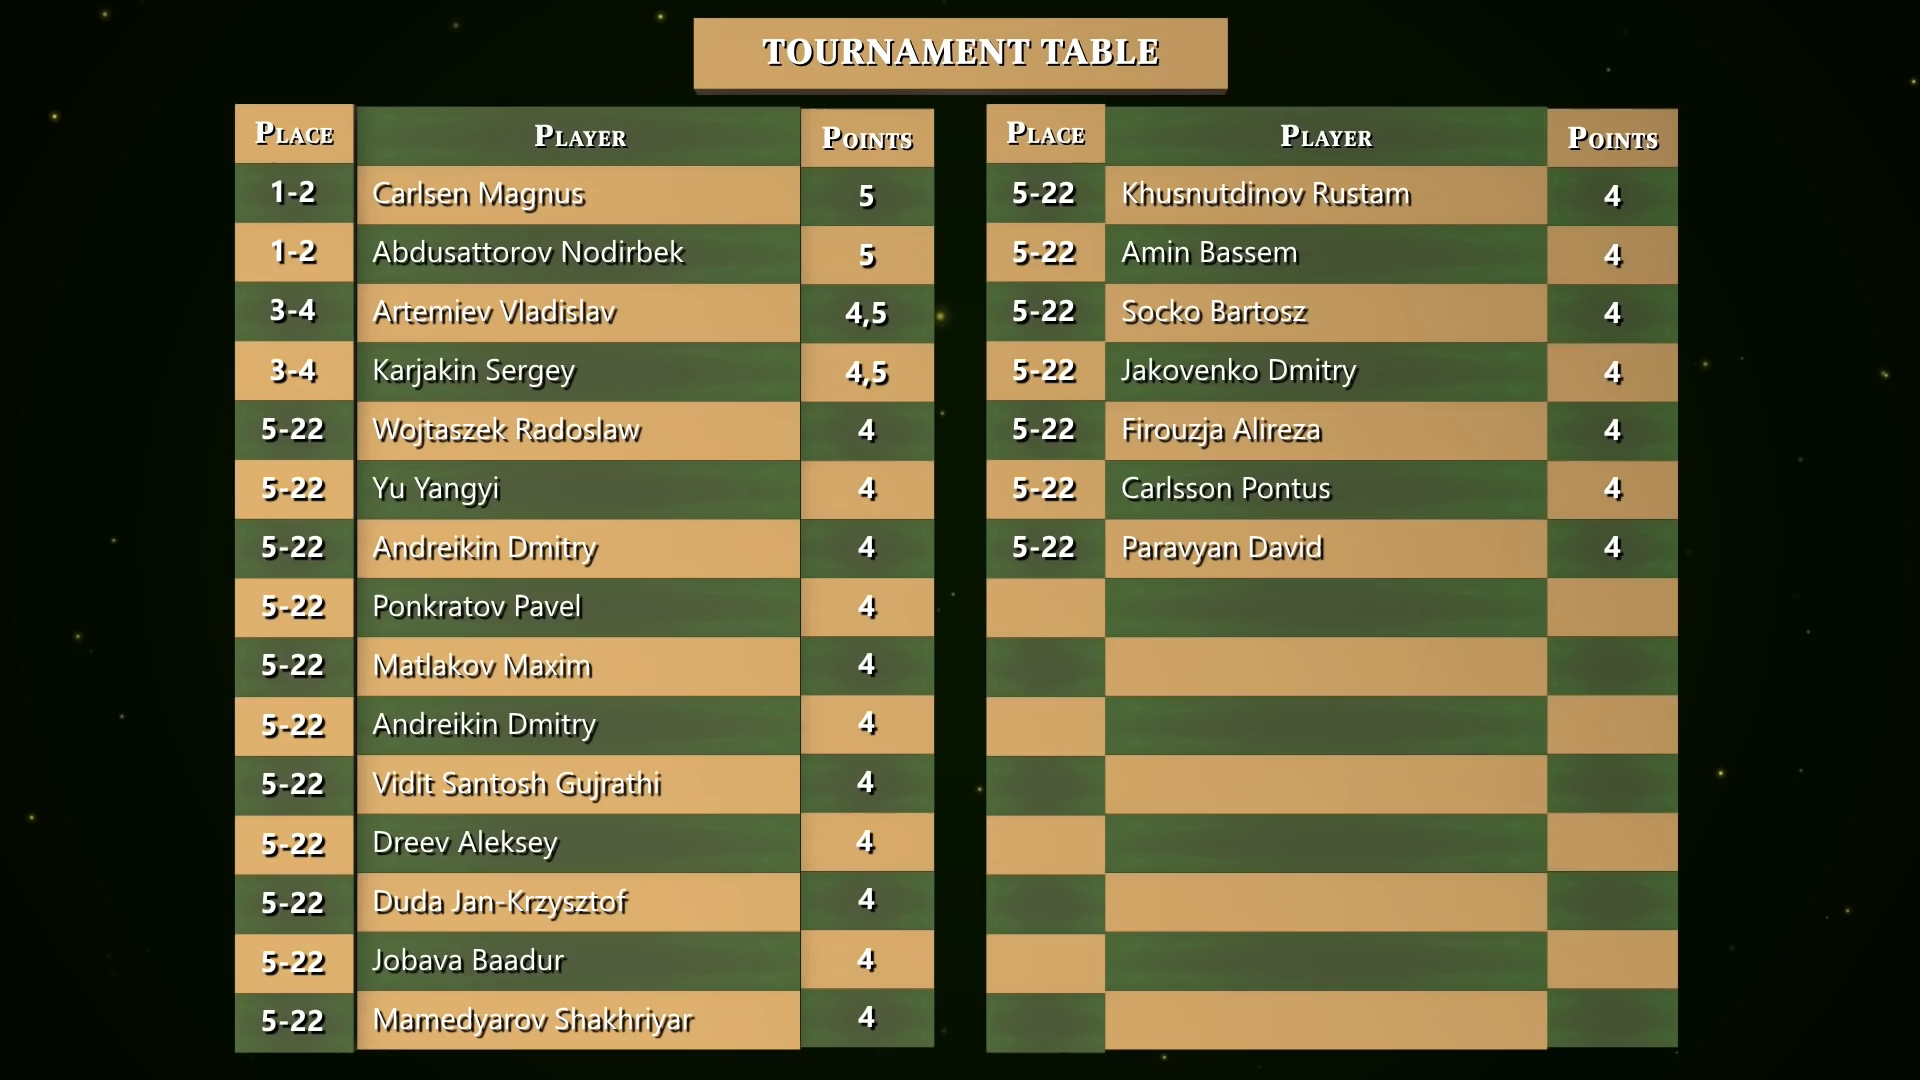 TOURNAMENT TABLE
PLACE PLAYER POINTS
1-2 Carlsen Magnus 5
1-2 Abdusattorov Nodirbek 5
3-4 Artemiev Vladislav 4,5
3-4 Karjakin Sergey 4,5
5-22 Wojtaszek Radoslaw 4
5-22 Yu Yangyi 4
5-22 Andreikin Dmitry 4
5-22 Ponkratov Pavel 4
5-22 Matlakov Maxim 4
5-22 Andreikin Dmitry 4
5-22 Vidit Santosh Gujrathi 4
5-22 Dreev Aleksey 4
5-22 Duda Jan-Krzysztof 4
5-22 Jobava Baadur 4
5-22 Mamedyarov Shakhriyar 4
PLACE PLAYER POINTS
5-22 Khusnutdinov Rustam 4
5-22 Amin Bassem 4
5-22 Socko Bartosz 4
5-22 Jakovenko Dmitry 4
5-22 Firouzja Alireza 4
5-22 Carlsson Pontus 4
5-22 Paravyan David 4